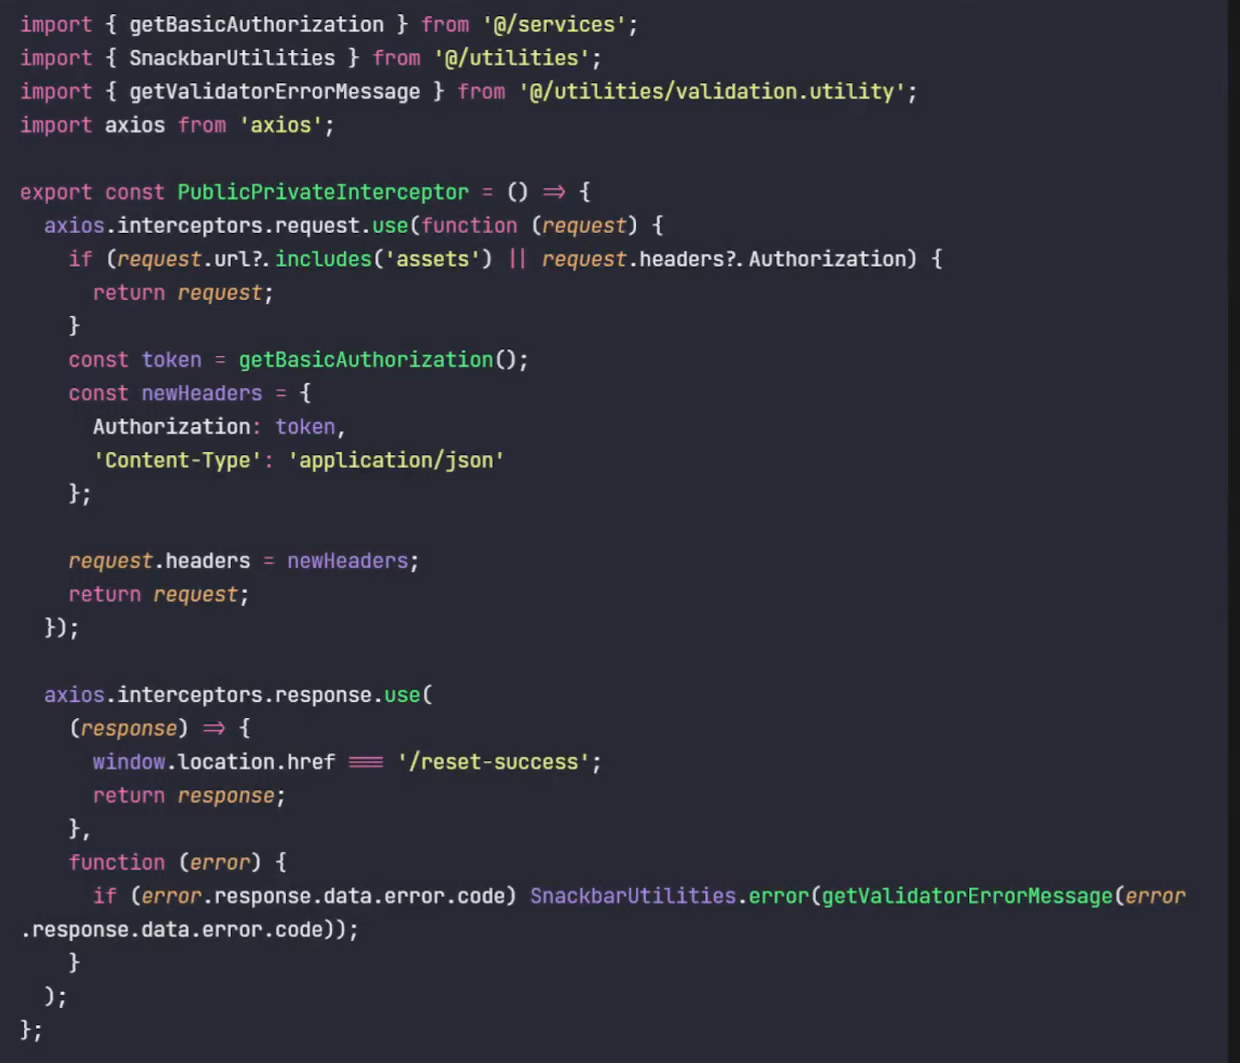 import { getBasicAuthorization } from '@/services';
import { SnackbarUtilities } from '@/utilities';
import { getValidatorErrorMessage } from '@/utilities/validation.utility';
import axios from 'axios';

export const PublicPrivateInterceptor = () => {
  axios.interceptors.request.use(function (request) {
    if (request.url?.includes('assets') || request.headers?.Authorization) {
      return request;
    }
    const token = getBasicAuthorization();
    const newHeaders = {
      Authorization: token,
      'Content-Type': 'application/json'
    };

    request.headers = newHeaders;
    return request;
  });

  axios.interceptors.response.use(
    (response) => {
      window.location.href === '/reset-success';
      return response;
    },
    function (error) {
      if (error.response.data.error.code) SnackbarUtilities.error(getValidatorErrorMessage(error
.response.data.error.code));
    }
  );
};